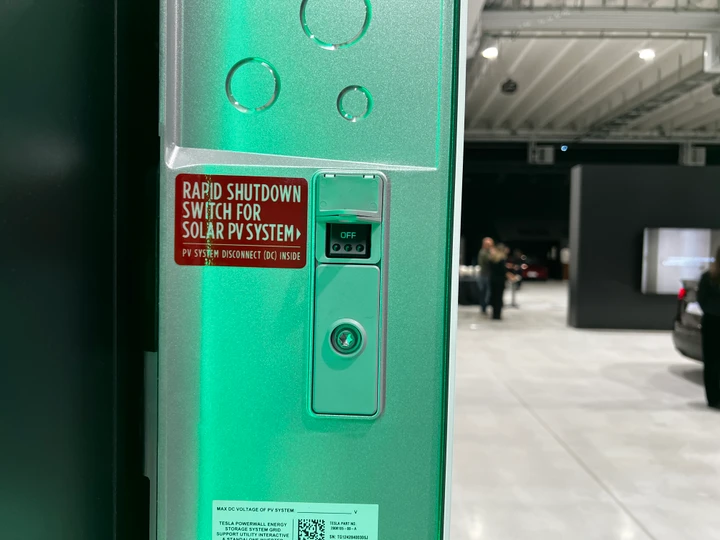 RAPID SHUTDOWN
SWITCH FOR
SOLAR PV SYSTEM
PV SYSTEM DISCONNECT (DC) INSIDE
OFF
MAX DC VOLTAGE OF PV SYSTEM: V
TESLA POWERWALL ENERGY
STORAGE SYSTEM GRID
SUPPORT UTILITY INTERACTIVE
TESLA PART NO.